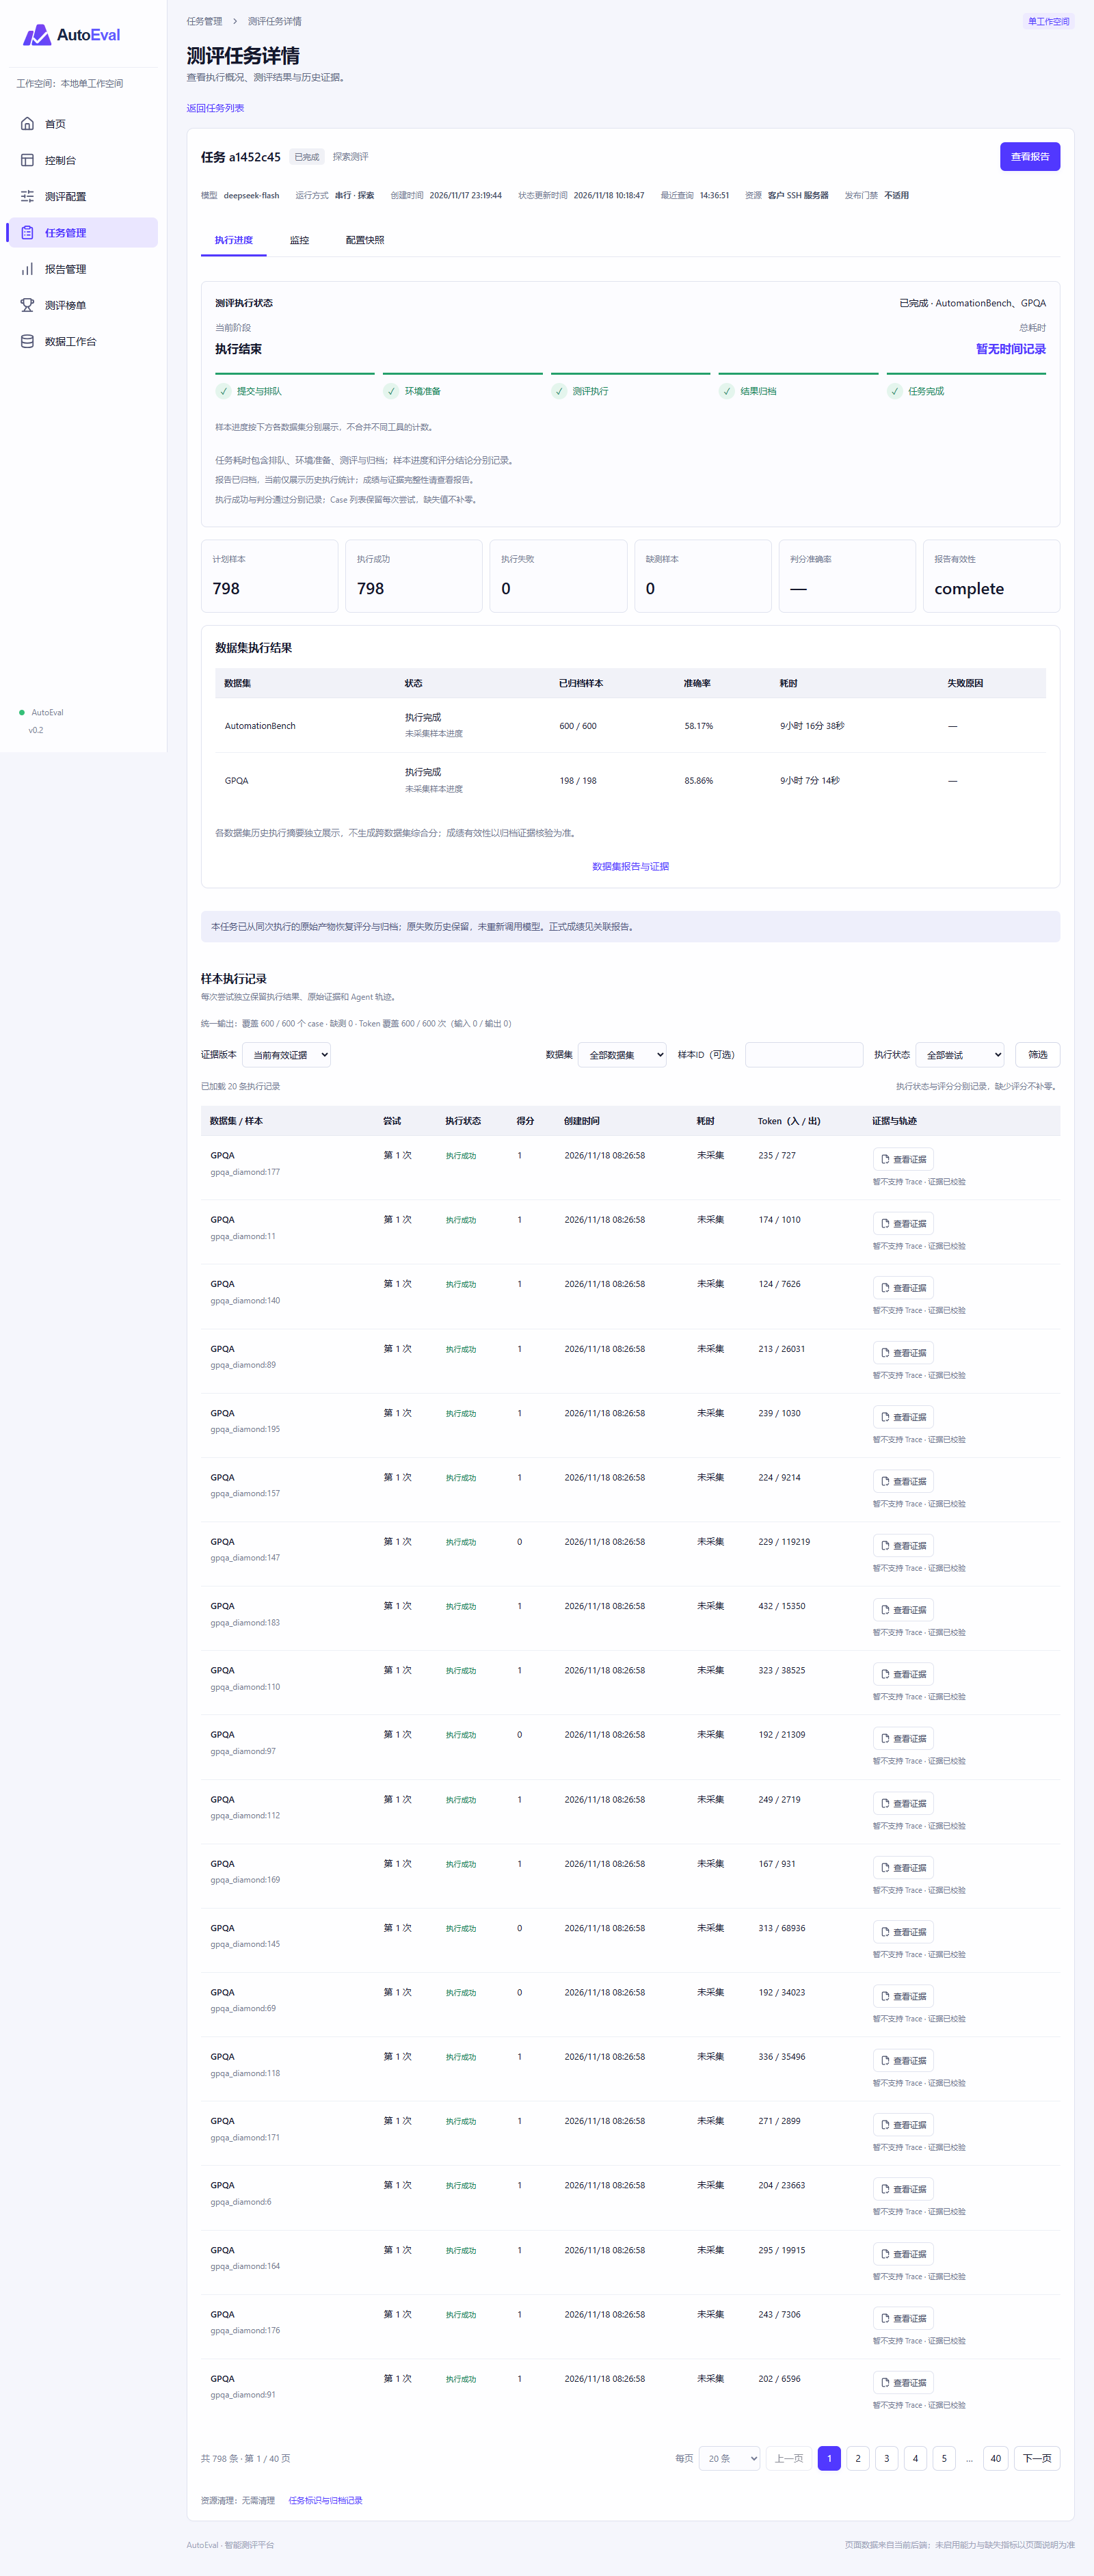 AutoEval
工作空间：本地单工作空间
首页
控制台
测评配置
任务管理
报告管理
测评榜单
数据工作台
AutoEval
v0.2
任务管理 > 测评任务详情
单工作空间
测评任务详情
查看执行概况、测评结果与历史证据。
返回任务列表
任务 a1452c45 已完成 探索测评
查看报告
模型 deepseek-flash 运行方式 串行 · 探索 创建时间 2026/11/17 23:19:44 状态更新时间 2026/11/18 10:18:47 最近查询 14:36:51 资源 客户 SSH 服务器 发布门禁 不适用
执行进度 监控 配置快照
测评执行状态 已完成 · AutomationBench、GPQA
当前阶段 总耗时
执行结束 暂无时间记录
提交与排队 环境准备 测评执行 结果归档 任务完成
样本进度按下方各数据集分别展示，不合并不同工具的计数。
任务耗时包含排队、环境准备、测评与归档；样本进度和评分结论分别记录。
报告已归档，当前仅展示历史执行统计；成绩与证据完整性请查看报告。
执行成功与判分通过分别记录；Case 列表保留每次尝试，缺失值不补零。
计划样本 执行成功 执行失败 缺测样本 判分准确率 报告有效性
798 798 0 0 — complete
数据集执行结果
数据集 状态 已归档样本 准确率 耗时 失败原因
AutomationBench 执行完成 600 / 600 58.17% 9小时 16分 38秒 —
未采集样本进度
GPQA 执行完成 198 / 198 85.86% 9小时 7分 14秒 —
未采集样本进度
各数据集历史执行摘要独立展示，不生成跨数据集综合分；成绩有效性以归档证据核验为准。
数据集报告与证据
本任务已从同次执行的原始产物恢复评分与归档；原失败历史保留，未重新调用模型。正式成绩见关联报告。
样本执行记录
每次尝试独立保留执行结果、原始证据和 Agent 轨迹。
统一输出：覆盖 600 / 600 个 case · 缺测 0 · Token 覆盖 600 / 600 次（输入 0 / 输出 0）
证据版本 当前有效证据 数据集 全部数据集 样本ID（可选） 执行状态 全部尝试 筛选
已加载 20 条执行记录 执行状态与评分分别记录，缺少评分不补零。
数据集 / 样本 尝试 执行状态 得分 创建时间 耗时 Token（入 / 出） 证据与轨迹
GPQA 第 1 次 执行成功 1 2026/11/18 08:26:58 未采集 235 / 727 查看证据
gpqa_diamond:177 暂不支持 Trace · 证据已校验
GPQA 第 1 次 执行成功 1 2026/11/18 08:26:58 未采集 174 / 1010 查看证据
gpqa_diamond:11 暂不支持 Trace · 证据已校验
GPQA 第 1 次 执行成功 1 2026/11/18 08:26:58 未采集 124 / 7626 查看证据
gpqa_diamond:140 暂不支持 Trace · 证据已校验
GPQA 第 1 次 执行成功 1 2026/11/18 08:26:58 未采集 213 / 26031 查看证据
gpqa_diamond:89 暂不支持 Trace · 证据已校验
GPQA 第 1 次 执行成功 1 2026/11/18 08:26:58 未采集 239 / 1030 查看证据
gpqa_diamond:195 暂不支持 Trace · 证据已校验
GPQA 第 1 次 执行成功 1 2026/11/18 08:26:58 未采集 224 / 9214 查看证据
gpqa_diamond:157 暂不支持 Trace · 证据已校验
GPQA 第 1 次 执行成功 0 2026/11/18 08:26:58 未采集 229 / 119219 查看证据
gpqa_diamond:147 暂不支持 Trace · 证据已校验
GPQA 第 1 次 执行成功 1 2026/11/18 08:26:58 未采集 432 / 15350 查看证据
gpqa_diamond:183 暂不支持 Trace · 证据已校验
GPQA 第 1 次 执行成功 1 2026/11/18 08:26:58 未采集 323 / 38525 查看证据
gpqa_diamond:110 暂不支持 Trace · 证据已校验
GPQA 第 1 次 执行成功 0 2026/11/18 08:26:58 未采集 192 / 21309 查看证据
gpqa_diamond:97 暂不支持 Trace · 证据已校验
GPQA 第 1 次 执行成功 1 2026/11/18 08:26:58 未采集 249 / 2719 查看证据
gpqa_diamond:112 暂不支持 Trace · 证据已校验
GPQA 第 1 次 执行成功 1 2026/11/18 08:26:58 未采集 167 / 931 查看证据
gpqa_diamond:169 暂不支持 Trace · 证据已校验
GPQA 第 1 次 执行成功 0 2026/11/18 08:26:58 未采集 313 / 68936 查看证据
gpqa_diamond:145 暂不支持 Trace · 证据已校验
GPQA 第 1 次 执行成功 0 2026/11/18 08:26:58 未采集 192 / 34023 查看证据
gpqa_diamond:69 暂不支持 Trace · 证据已校验
GPQA 第 1 次 执行成功 1 2026/11/18 08:26:58 未采集 336 / 35496 查看证据
gpqa_diamond:118 暂不支持 Trace · 证据已校验
GPQA 第 1 次 执行成功 1 2026/11/18 08:26:58 未采集 271 / 2899 查看证据
gpqa_diamond:171 暂不支持 Trace · 证据已校验
GPQA 第 1 次 执行成功 1 2026/11/18 08:26:58 未采集 204 / 23663 查看证据
gpqa_diamond:6 暂不支持 Trace · 证据已校验
GPQA 第 1 次 执行成功 1 2026/11/18 08:26:58 未采集 295 / 19915 查看证据
gpqa_diamond:164 暂不支持 Trace · 证据已校验
GPQA 第 1 次 执行成功 1 2026/11/18 08:26:58 未采集 243 / 7306 查看证据
gpqa_diamond:176 暂不支持 Trace · 证据已校验
GPQA 第 1 次 执行成功 1 2026/11/18 08:26:58 未采集 202 / 6596 查看证据
gpqa_diamond:91 暂不支持 Trace · 证据已校验
共 798 条 · 第 1 / 40 页 每页 20 条 上一页 1 2 3 4 5 … 40 下一页
资源清理：无需清理 任务标识与归档记录
AutoEval · 智能测评平台 页面数据来自当前后端；未启用能力与缺失指标以页面说明为准